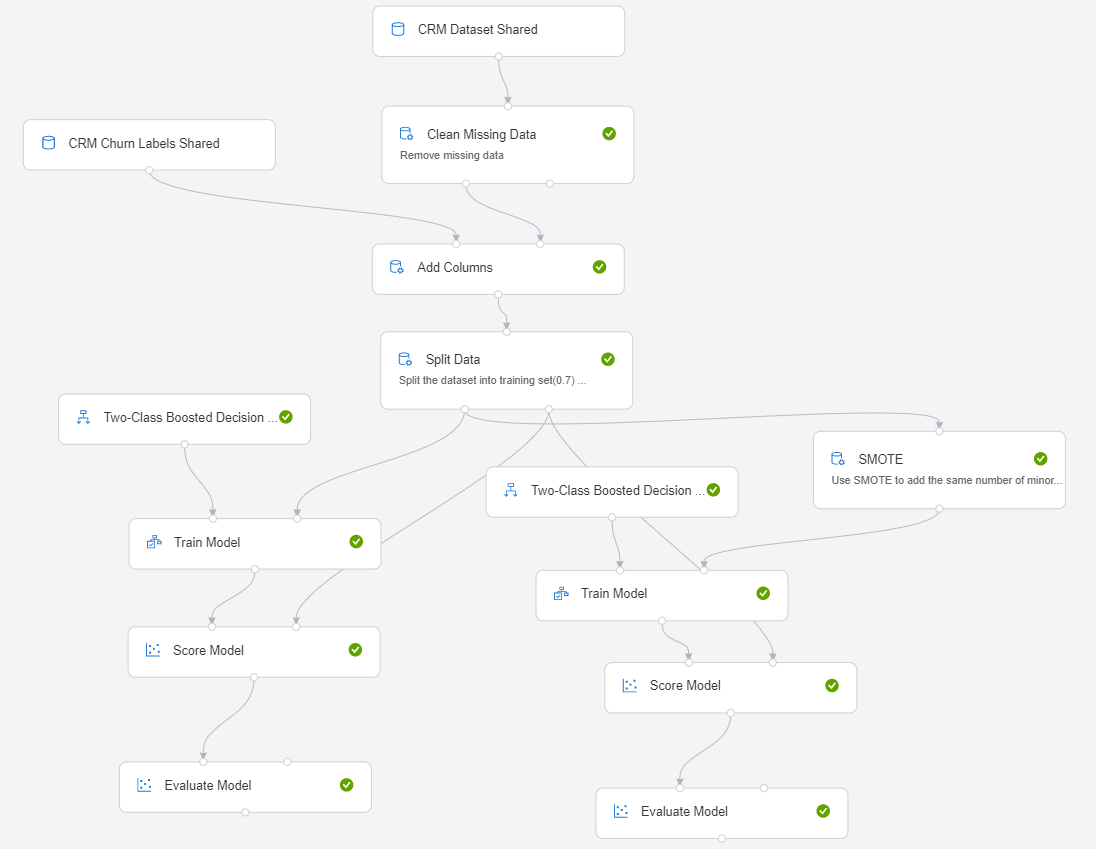 CRM Dataset Shared
CRM Churn Labels Shared
Clean Missing Data
Remove missing data
Add Columns
Split Data
Split the dataset into training set(0.7) ...
Two-Class Boosted Decision ...
SMOTE
Use SMOTE to add the same number of minor...
Two-Class Boosted Decision ...
Train Model
Train Model
Score Model
Score Model
Evaluate Model
Evaluate Model